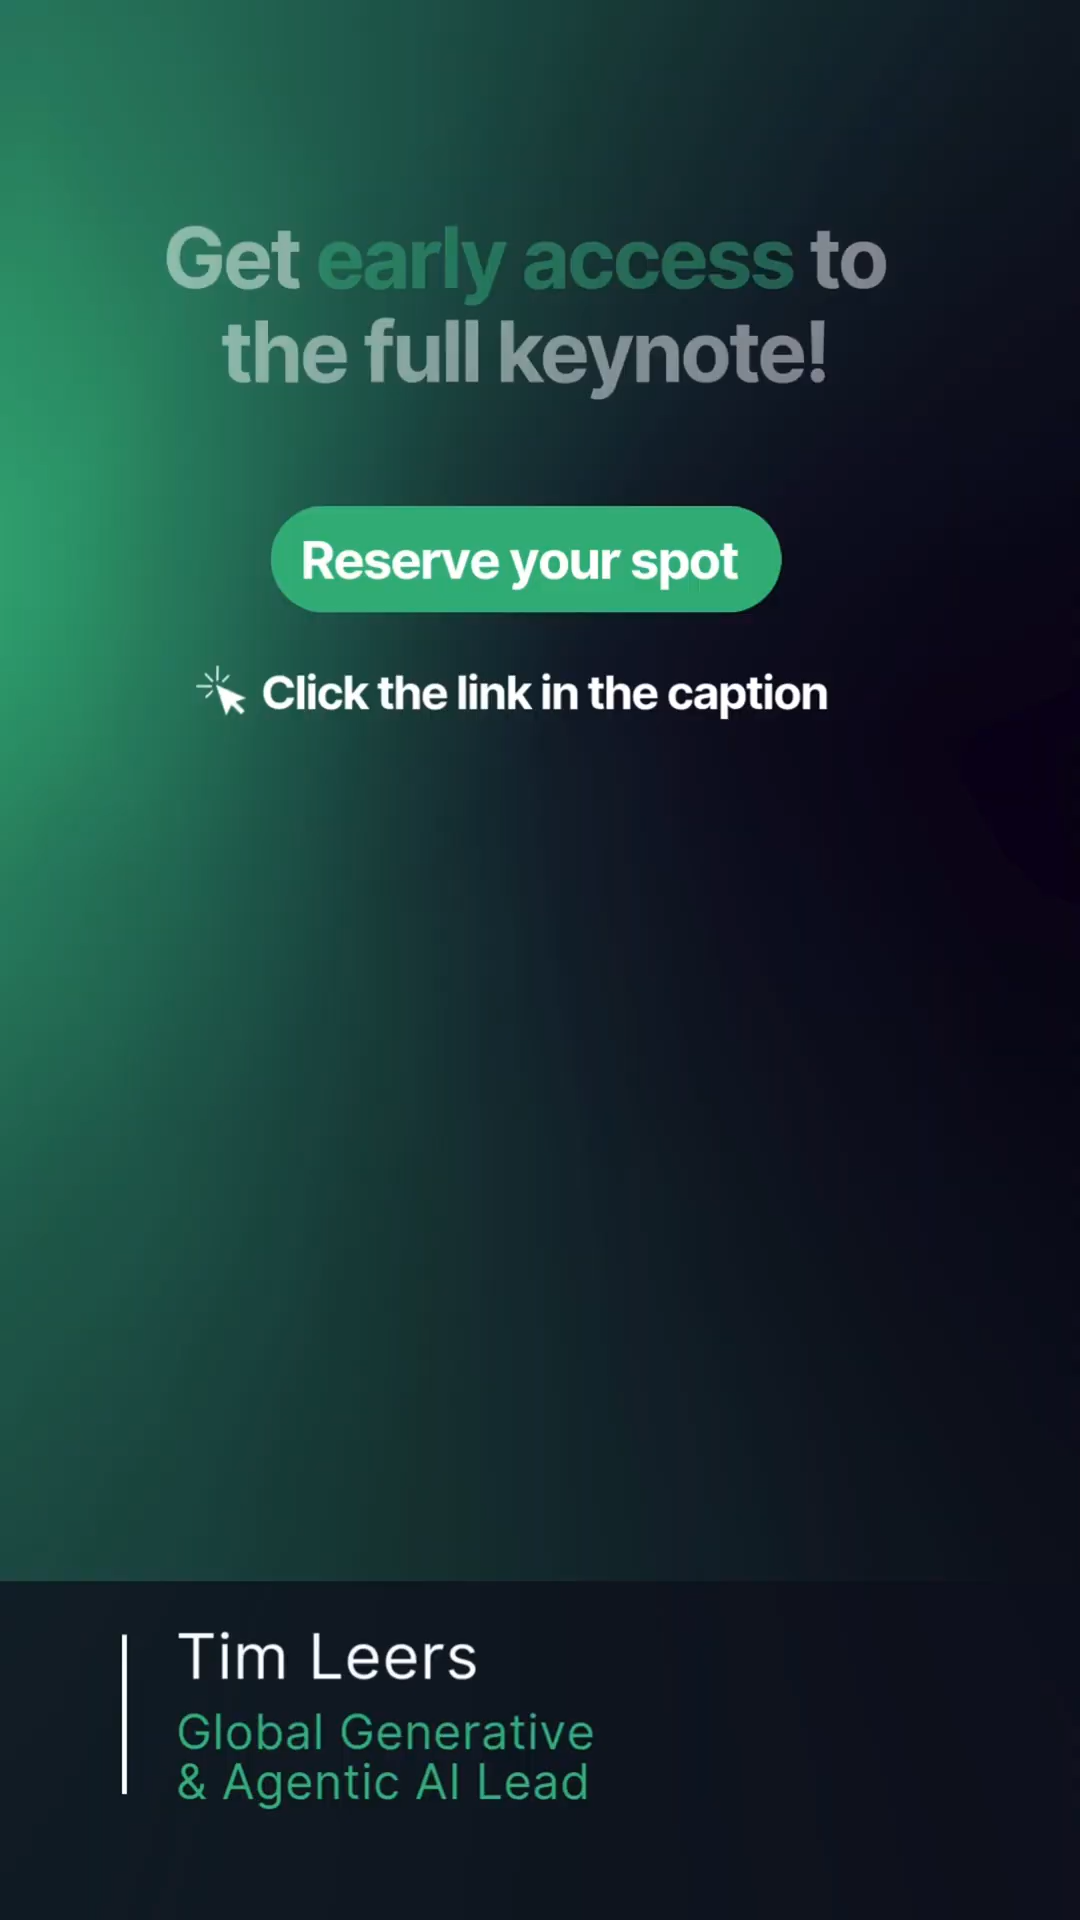 Get early access to
the full keynote!
Reserve your spot
Click the link in the caption
Tim Leers
Global Generative
& Agentic AI Lead